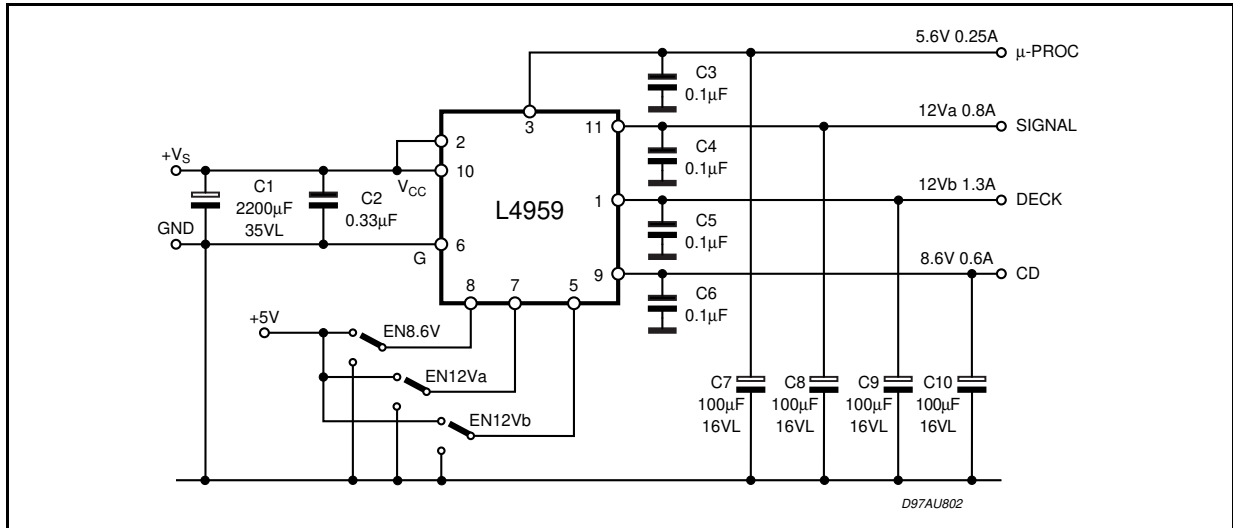 5.6V 0.25A
μ-PROC
C3
0.1μF
3
11
12Va 0.8A
SIGNAL
2
C4
0.1μF
+VS
10
VCC
C1
2200μF
35VL
C2
0.33μF
L4959
1
12Vb 1.3A
DECK
C5
0.1μF
GND
6
G
9
8.6V 0.6A
CD
8
7
5
C6
0.1μF
+5V
EN8.6V
EN12Va
EN12Vb
C7
100μF
16VL
C8
100μF
16VL
C9
100μF
16VL
C10
100μF
16VL
D97AU802